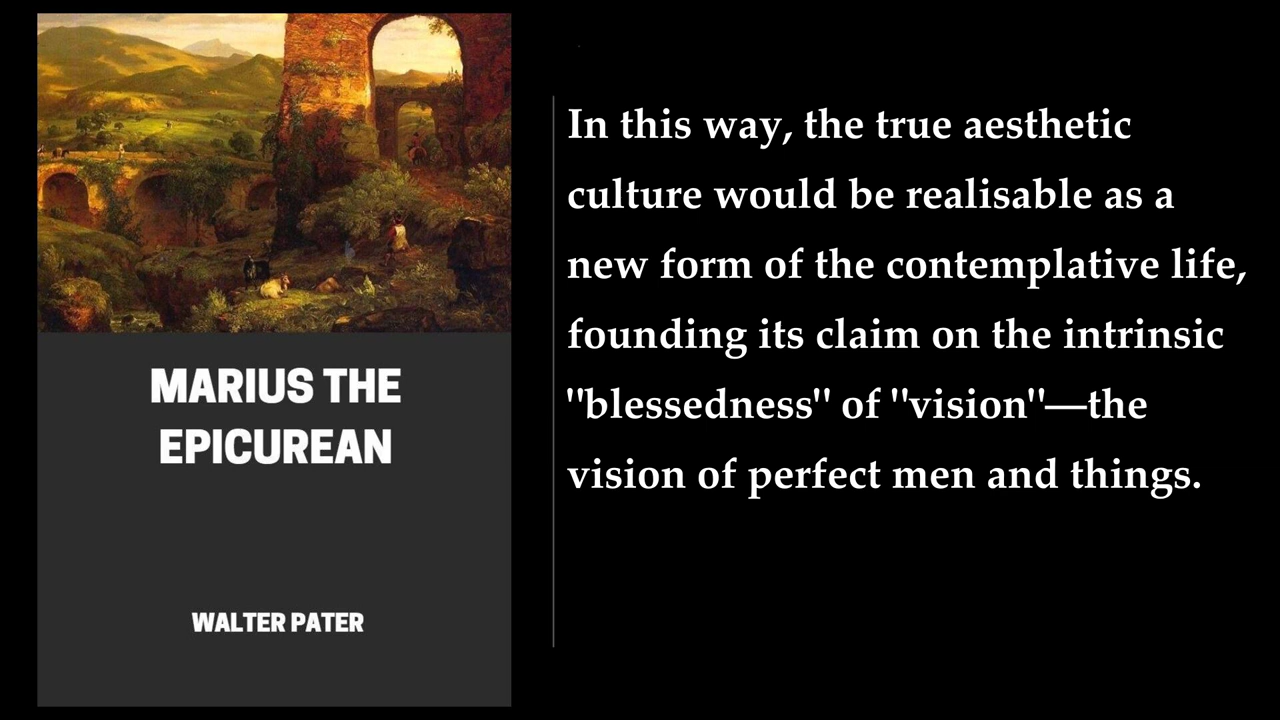 MARIUS THE
EPICUREAN
WALTER PATER
In this way, the true aesthetic
culture would be realisable as a
new form of the contemplative life,
founding its claim on the intrinsic
"blessedness" of "vision"—the
vision of perfect men and things.